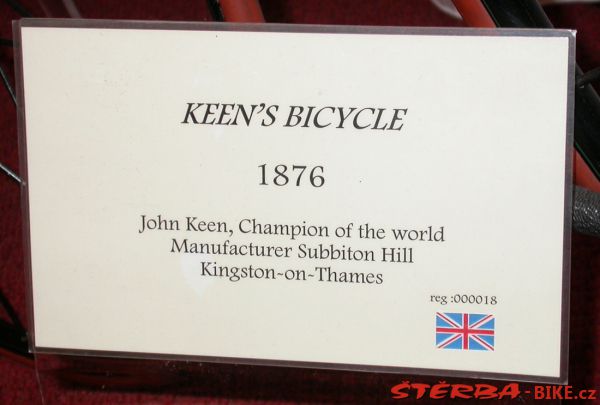 KEEN'S BICYCLE
1876
John Keen, Champion of the world
Manufacturer Subbiton Hill
Kingston-on-Thames
reg :000018
STĒRBA-BIKE.cz